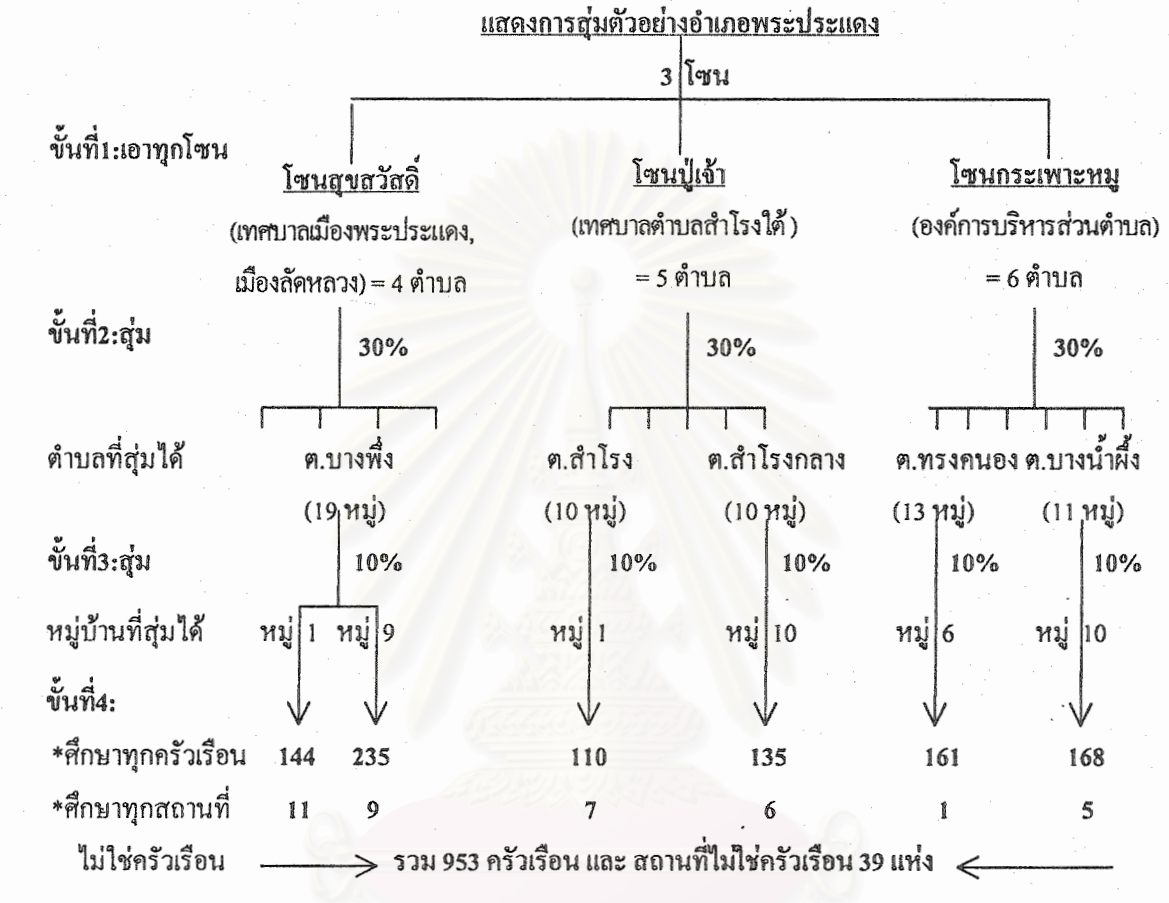 แสดงการสุ่มตัวอย่างอำเภอพระประแดง
3 โซน
ขั้นที่1:เอาทุกโซน
โซนสุขสวัสดิ์ โซนปู่เจ้า โซนกระเพาะหมู
(เทศบาลเมืองพระประแดง, (เทศบาลตำบลสำโรงใต้) (องค์การบริหารส่วนตำบล)
เมืองลัดหลวง) = 4 ตำบล = 5 ตำบล = 6 ตำบล
ขั้นที่2:สุ่ม 30% 30% 30%
ตำบลที่สุ่มได้ ต.บางพึ่ง ต.สำโรง ต.สำโรงกลาง ต.ทรงคนอง ต.บางน้ำผึ้ง
(19 หมู่) (10 หมู่) (10 หมู่) (13 หมู่) (11 หมู่)
ขั้นที่3:สุ่ม 10% 10% 10% 10% 10%
หมู่บ้านที่สุ่มได้ หมู่ 1 หมู่ 9 หมู่ 1 หมู่ 10 หมู่ 6 หมู่ 10
ขั้นที่4:
*ศึกษาทุกครัวเรือน 144 235 110 135 161 168
*ศึกษาทุกสถานที่ 11 9 7 6 1 5
ไม่ใช่ครัวเรือน รวม 953 ครัวเรือน และ สถานที่ไม่ใช่ครัวเรือน 39 แห่ง